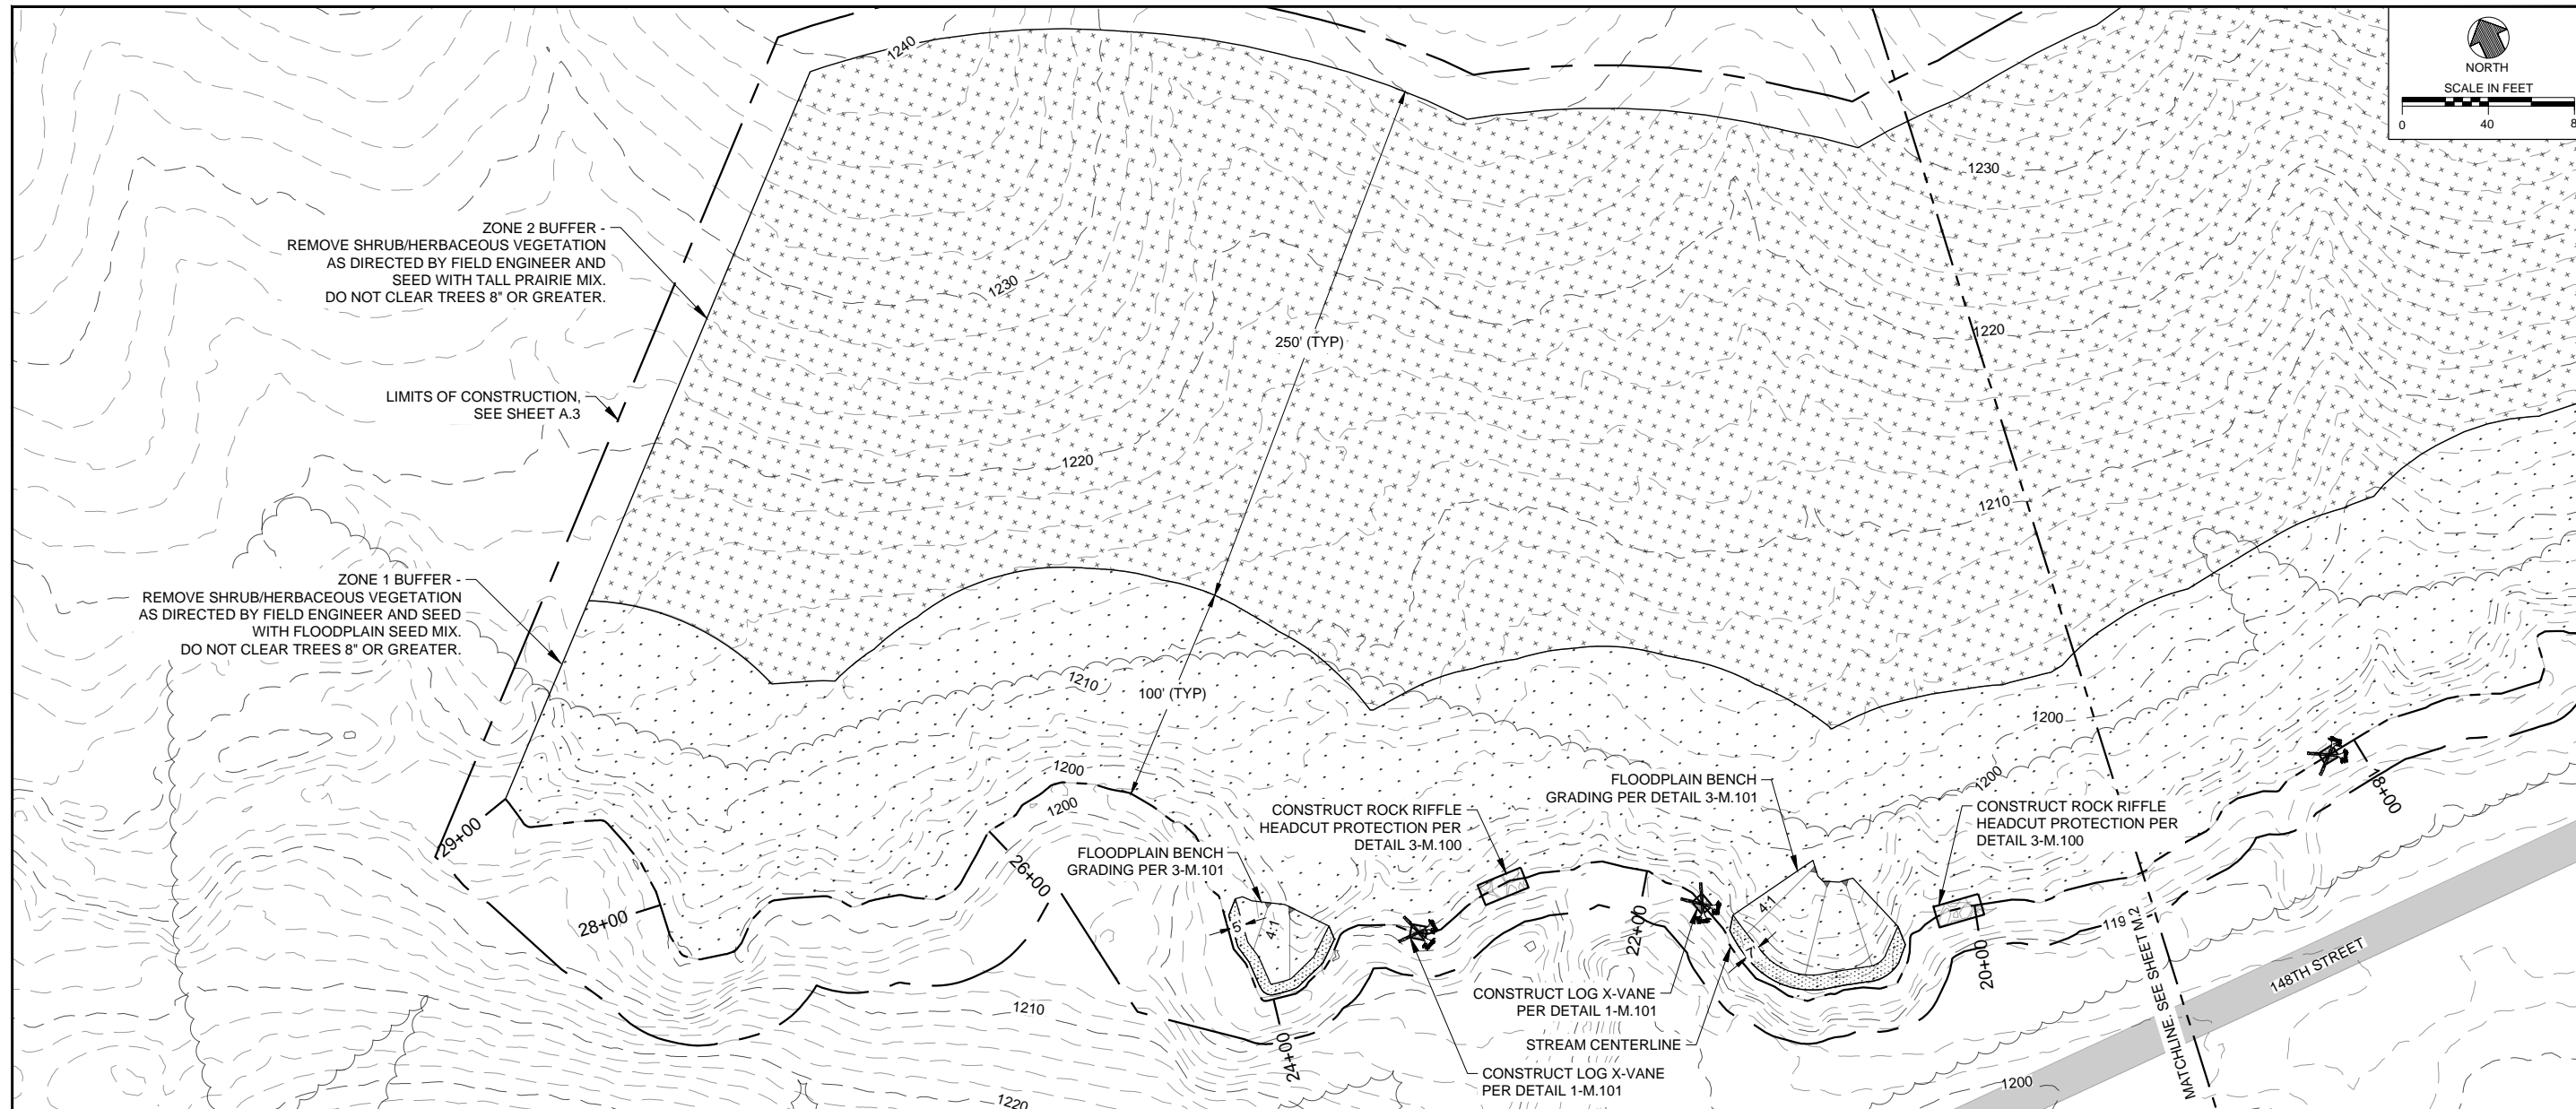 1240
NORTH
SCALE IN FEET
0 40 8
1230
ZONE 2 BUFFER -
REMOVE SHRUB/HERBACEOUS VEGETATION
AS DIRECTED BY FIELD ENGINEER AND
SEED WITH TALL PRAIRIE MIX.
DO NOT CLEAR TREES 8" OR GREATER.
1230
1220
250' (TYP)
LIMITS OF CONSTRUCTION,
SEE SHEET A.3
1220
1210
ZONE 1 BUFFER -
REMOVE SHRUB/HERBACEOUS VEGETATION
AS DIRECTED BY FIELD ENGINEER AND SEED
WITH FLOODPLAIN SEED MIX.
DO NOT CLEAR TREES 8" OR GREATER.
1210
100' (TYP)
1200
1200
1200
1200
FLOODPLAIN BENCH
GRADING PER DETAIL 3-M.101
CONSTRUCT ROCK RIFFLE
HEADCUT PROTECTION PER
DETAIL 3-M.100
CONSTRUCT ROCK RIFFLE
HEADCUT PROTECTION PER
DETAIL 3-M.100
18+00
29+00
FLOODPLAIN BENCH
GRADING PER 3-M.101
26+00
28+00
5
4:1
4:1
7
22+00
20+00
119
148TH STREET
MATCHLINE. SEE SHEET M.2
CONSTRUCT LOG X-VANE
PER DETAIL 1-M.101
STREAM CENTERLINE
CONSTRUCT LOG X-VANE
PER DETAIL 1-M.101
24+00
1210
1220
1200